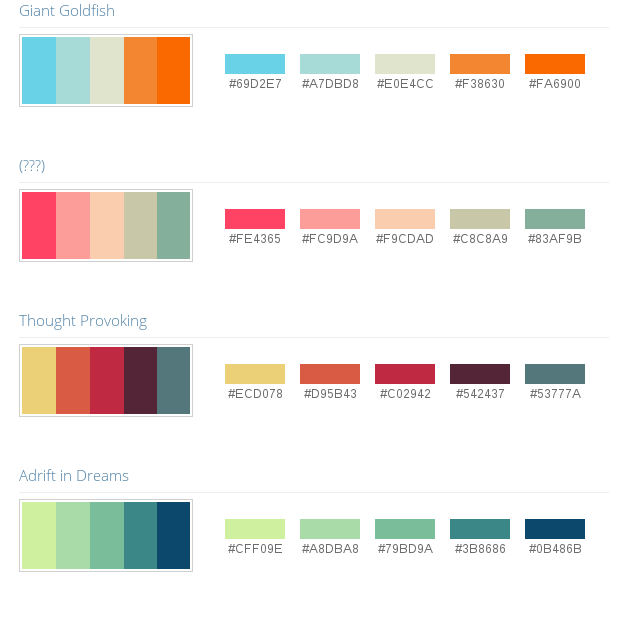 Giant Goldfish
#69D2E7 #A7DBD8 #E0E4CC #F38630 #FA6900
(???)
#FE4365 #FC9D9A #F9CDAD #C8C8A9 #83AF9B
Thought Provoking
#ECD078 #D95B43 #C02942 #542437 #53777A
Adrift in Dreams
#CFF09E #A8DBA8 #79BD9A #3B8686 #0B486B